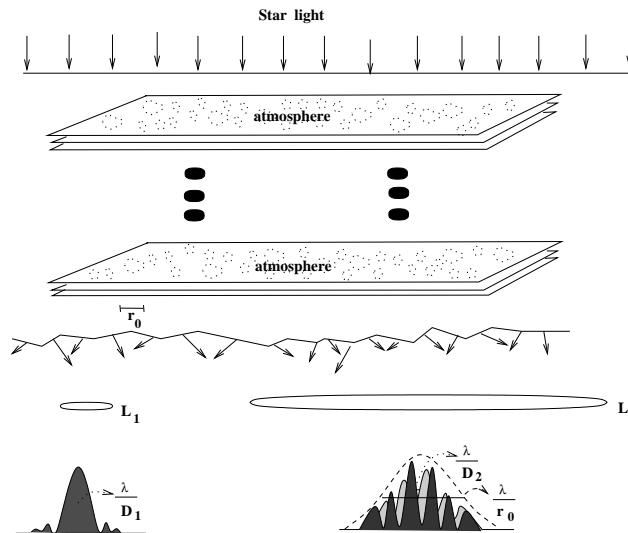 Star light
atmosphere
atmosphere
r0
L1
L
λ/D1
λ/D2
λ/r0